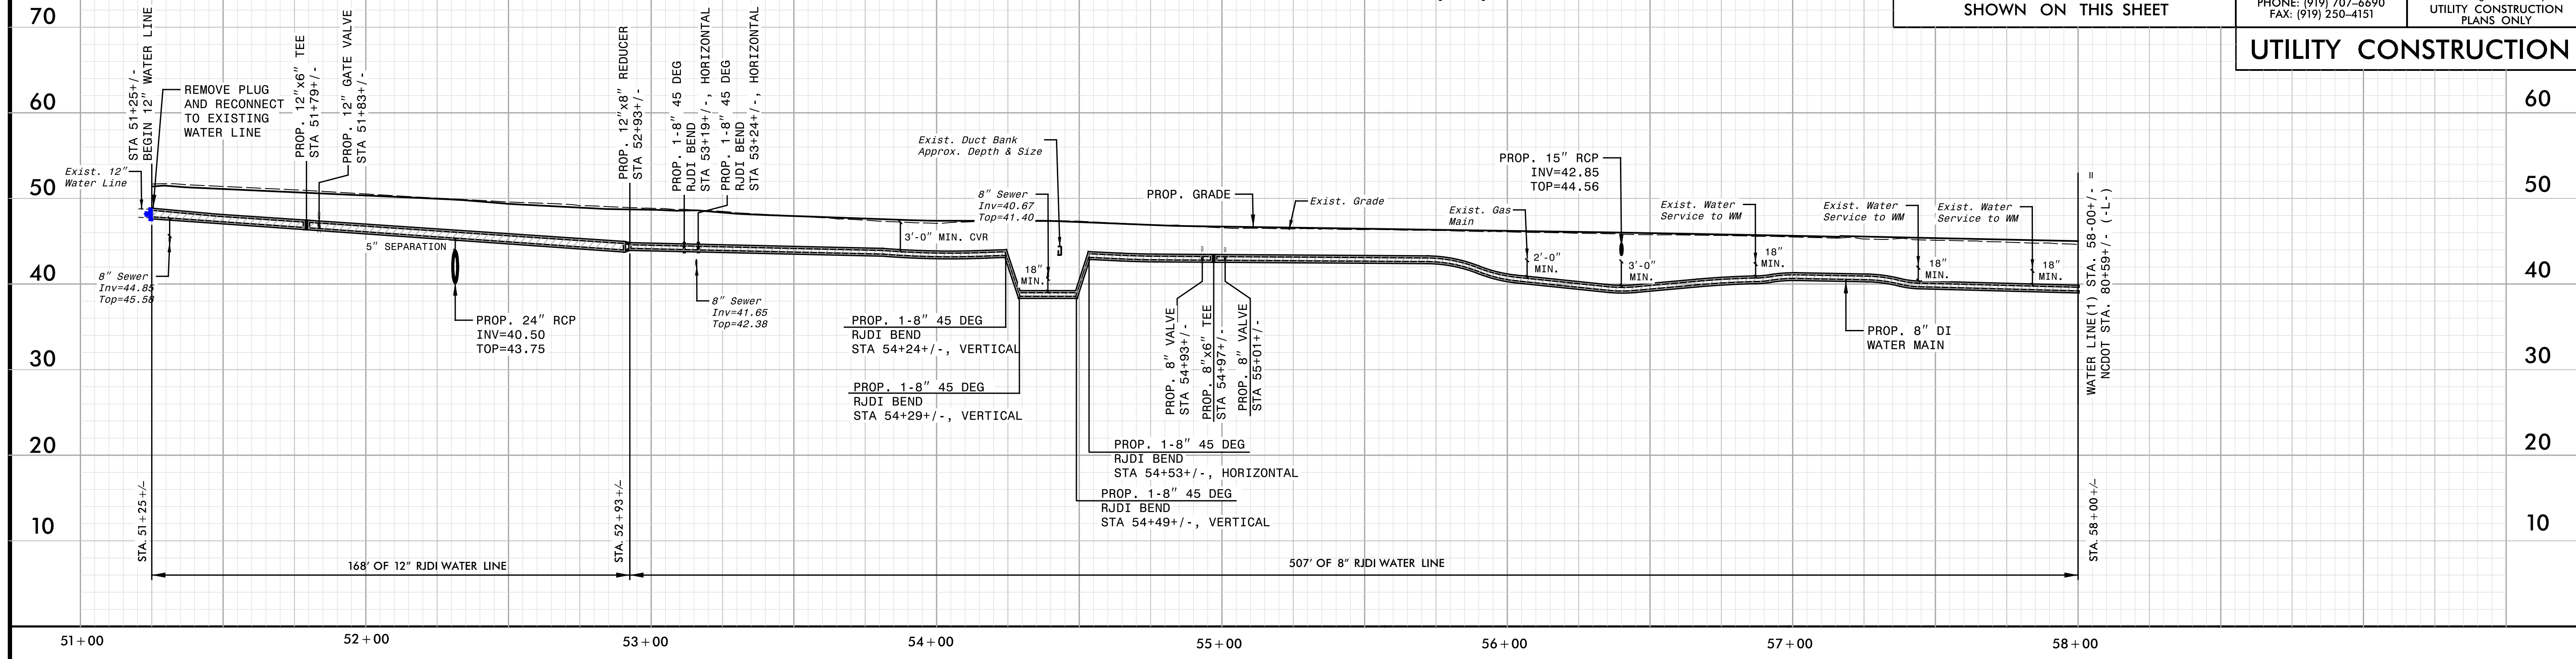 70
60
50
40
30
20
10
STA 51+25+/-
BEGIN 12" WATER LINE
REMOVE PLUG
AND RECONNECT
TO EXISTING
WATER LINE
Exist. 12"
Water Line
PROP. 12"x6" TEE
STA 51+79+/-
PROP. 12" GATE VALVE
STA 51+83+/-
8" Sewer
Inv=44.85
Top=45.58
5" SEPARATION
PROP. 24" RCP
INV=40.50
TOP=43.75
PROP. 12"x8" REDUCER
STA 52+93+/-
PROP. 1-8" 45 DEG
RJDI BEND
STA 53+19+/-, HORIZONTAL
PROP. 1-8" 45 DEG
RJDI BEND
STA 53+24+/-, HORIZONTAL
8" Sewer
Inv=41.65
Top=42.38
3'-0" MIN. CVR
Exist. Duct Bank
Approx. Depth & Size
8" Sewer
Inv=40.67
Top=41.40
18"
MIN.
PROP. 1-8" 45 DEG
RJDI BEND
STA 54+24+/-, VERTICAL
PROP. 1-8" 45 DEG
RJDI BEND
STA 54+29+/-, VERTICAL
PROP. 1-8" 45 DEG
RJDI BEND
STA 54+53+/-, HORIZONTAL
PROP. 1-8" 45 DEG
RJDI BEND
STA 54+49+/-, VERTICAL
PROP. GRADE
Exist. Grade
PROP. 8" VALVE
STA 54+93+/-
PROP. 8"x6" TEE
STA 54+97+/-
PROP. 8" VALVE
STA 55+01+/-
Exist. Gas
Main
2'-0"
MIN.
PROP. 15" RCP
INV=42.85
TOP=44.56
3'-0"
MIN.
Exist. Water
Service to WM
18"
MIN.
Exist. Water
Service to WM
18"
MIN.
Exist. Water
Service to WM
18"
MIN.
PROP. 8" DI
WATER MAIN
WATER LINE(1) STA. 58-00+/- =
NCDOT STA. 80+59+/- (-L-)
SHOWN ON THIS SHEET
PHONE: (919) 707-6690
FAX: (919) 250-4151
UTILITY CONSTRUCTION
PLANS ONLY
UTILITY CONSTRUCTION
60
50
40
30
20
10
STA. 51+25+/-
168' OF 12" RJDI WATER LINE
STA. 52+93+/-
507' OF 8" RJDI WATER LINE
STA. 58+00+/-
51+00
52+00
53+00
54+00
55+00
56+00
57+00
58+00